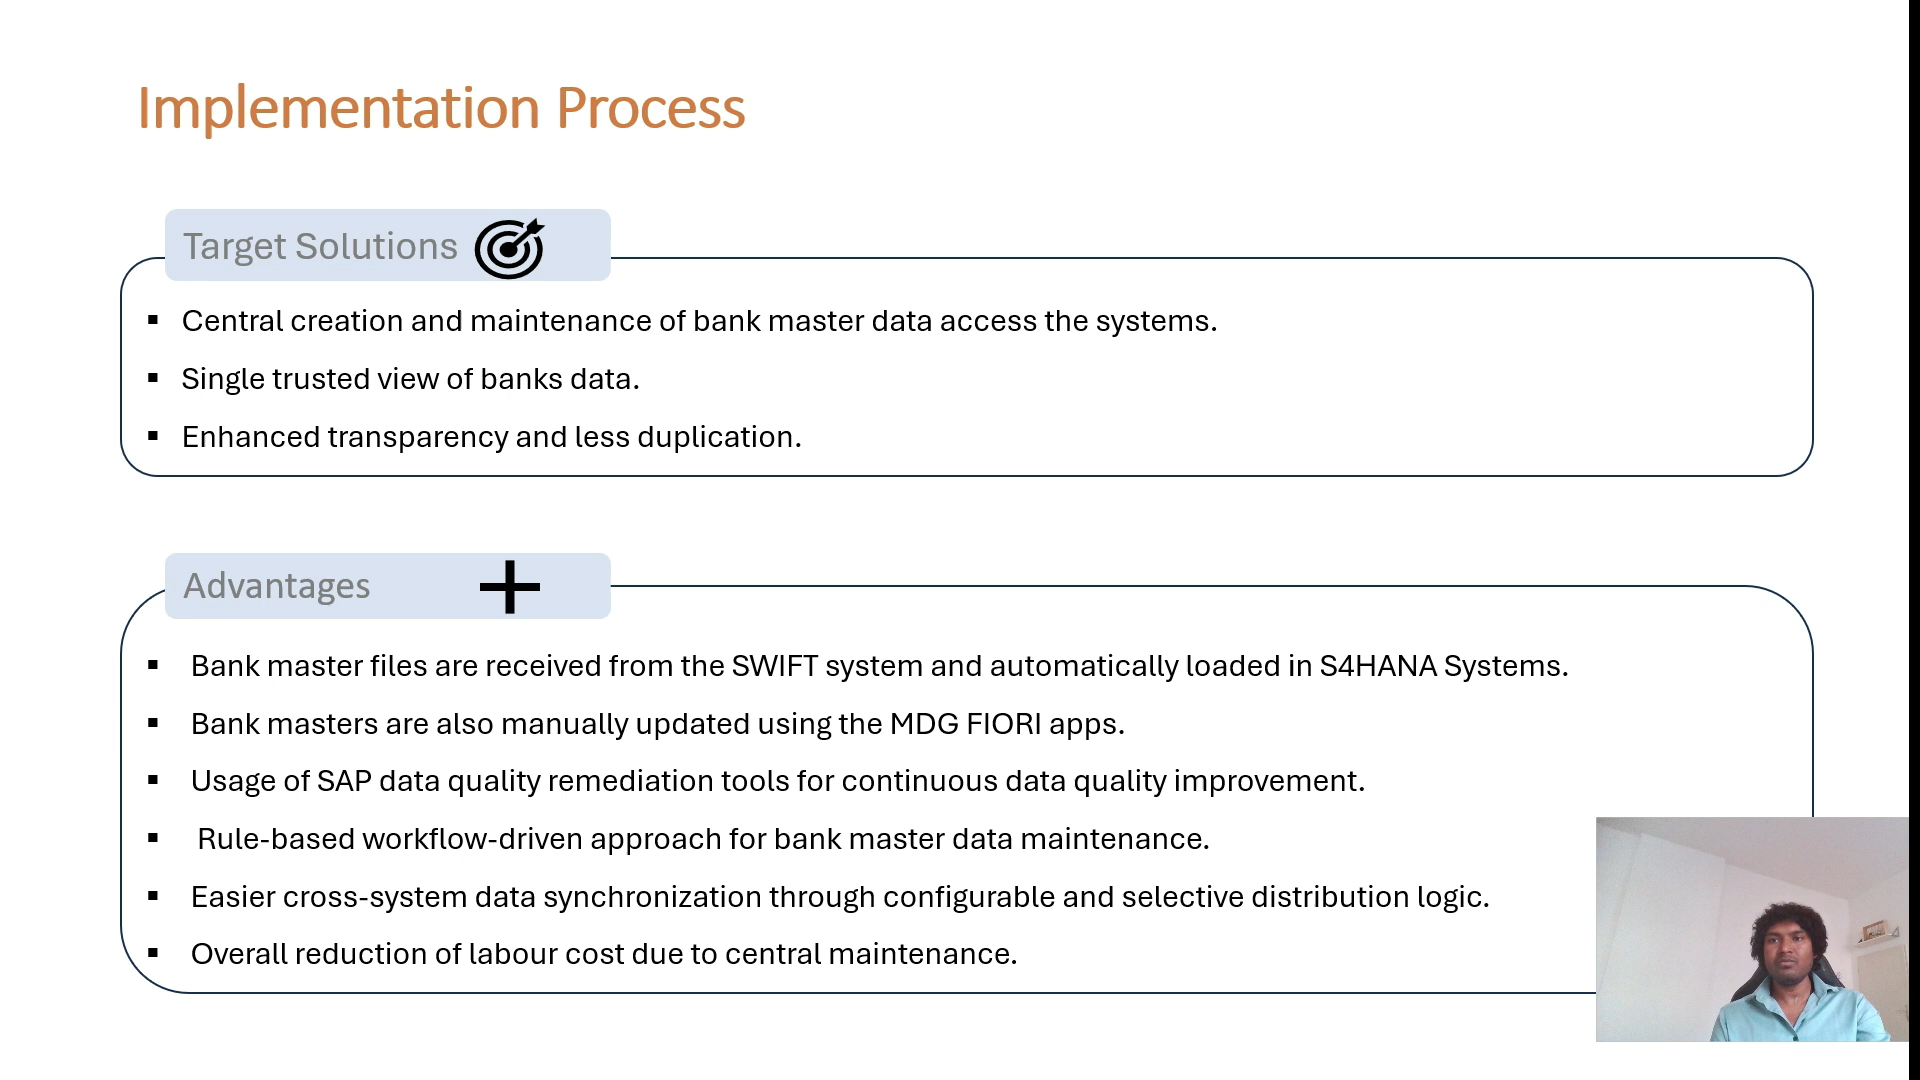 Implementation Process
Target Solutions
Central creation and maintenance of bank master data access the systems.
Single trusted view of banks data.
Enhanced transparency and less duplication.
Advantages
Bank master files are received from the SWIFT system and automatically loaded in S4HANA Systems.
Bank masters are also manually updated using the MDG FIORI apps.
Usage of SAP data quality remediation tools for continuous data quality improvement.
Rule-based workflow-driven approach for bank master data maintenance.
Easier cross-system data synchronization through configurable and selective distribution logic.
Overall reduction of labour cost due to central maintenance.